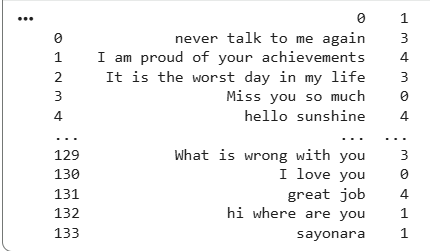 ••• 0 1
0 never talk to me again 3
1 I am proud of your achievements 4
2 It is the worst day in my life 3
3 Miss you so much 0
4 hello sunshine 4
... ... ...
129 What is wrong with you 3
130 I love you 0
131 great job 4
132 hi where are you 1
133 sayonara 1